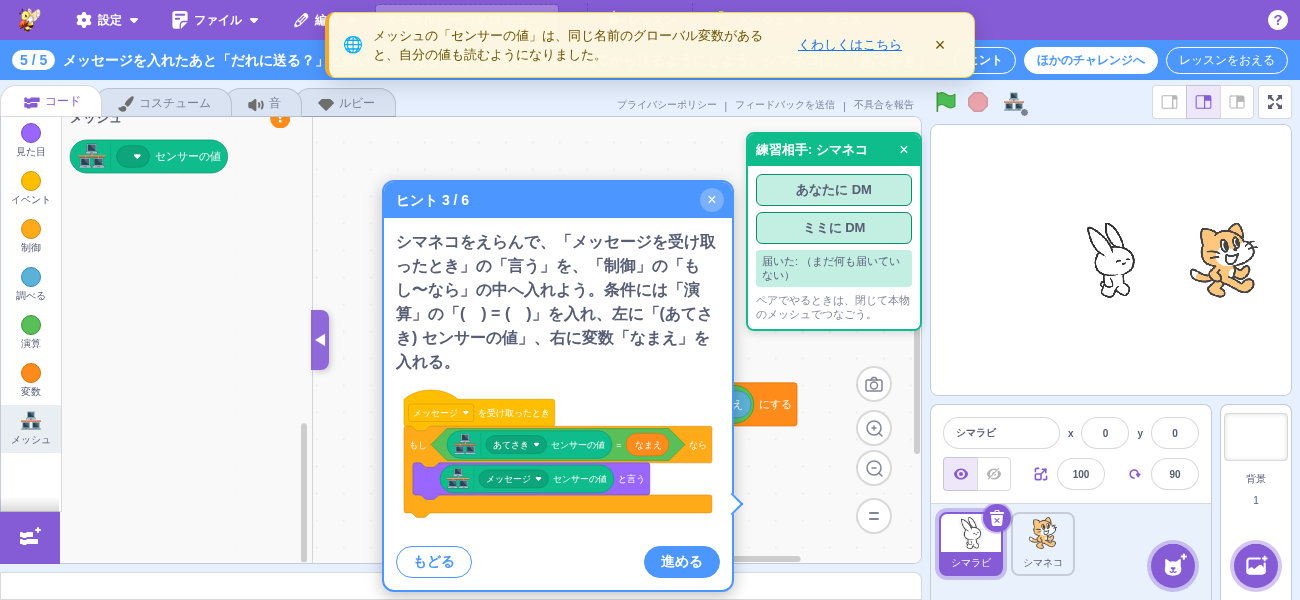 設定
ファイル
編
メッシュの「センサーの値」は、同じ名前のグローバル変数がある
と、自分の値も読むようになりました。
くわしくはこちら
×
?
5 / 5
メッセージを入れたあと「だれに送る？」
ヒント
ほかのチャレンジへ
レッスンをおえる
コード
コスチューム
音
ルビー
プライバシーポリシー | フィードバックを送信 | 不具合を報告
見た目
イベント
制御
調べる
演算
変数
メッシュ
メッシュ
!
センサーの値
ヒント 3 / 6
×
シマネコをえらんで、「メッセージを受け取
ったとき」の「言う」を、「制御」の「も
し〜なら」の中へ入れよう。条件には「演
算」の「(　) = (　)」を入れ、左に「(あてさ
き) センサーの値」、右に変数「なまえ」を
入れる。
メッセージ を受け取ったとき
もし あてさき センサーの値 = なまえ なら
メッセージ センサーの値 と言う
もどる
進める
練習相手: シマネコ
×
あなたに DM
ミミに DM
届いた: （まだ何も届いてい
ない）
ペアでやるときは、閉じて本物
のメッシュでつなごう。
え にする
シマラビ
x
0
y
0
100
90
シマラビ
シマネコ
背景
1